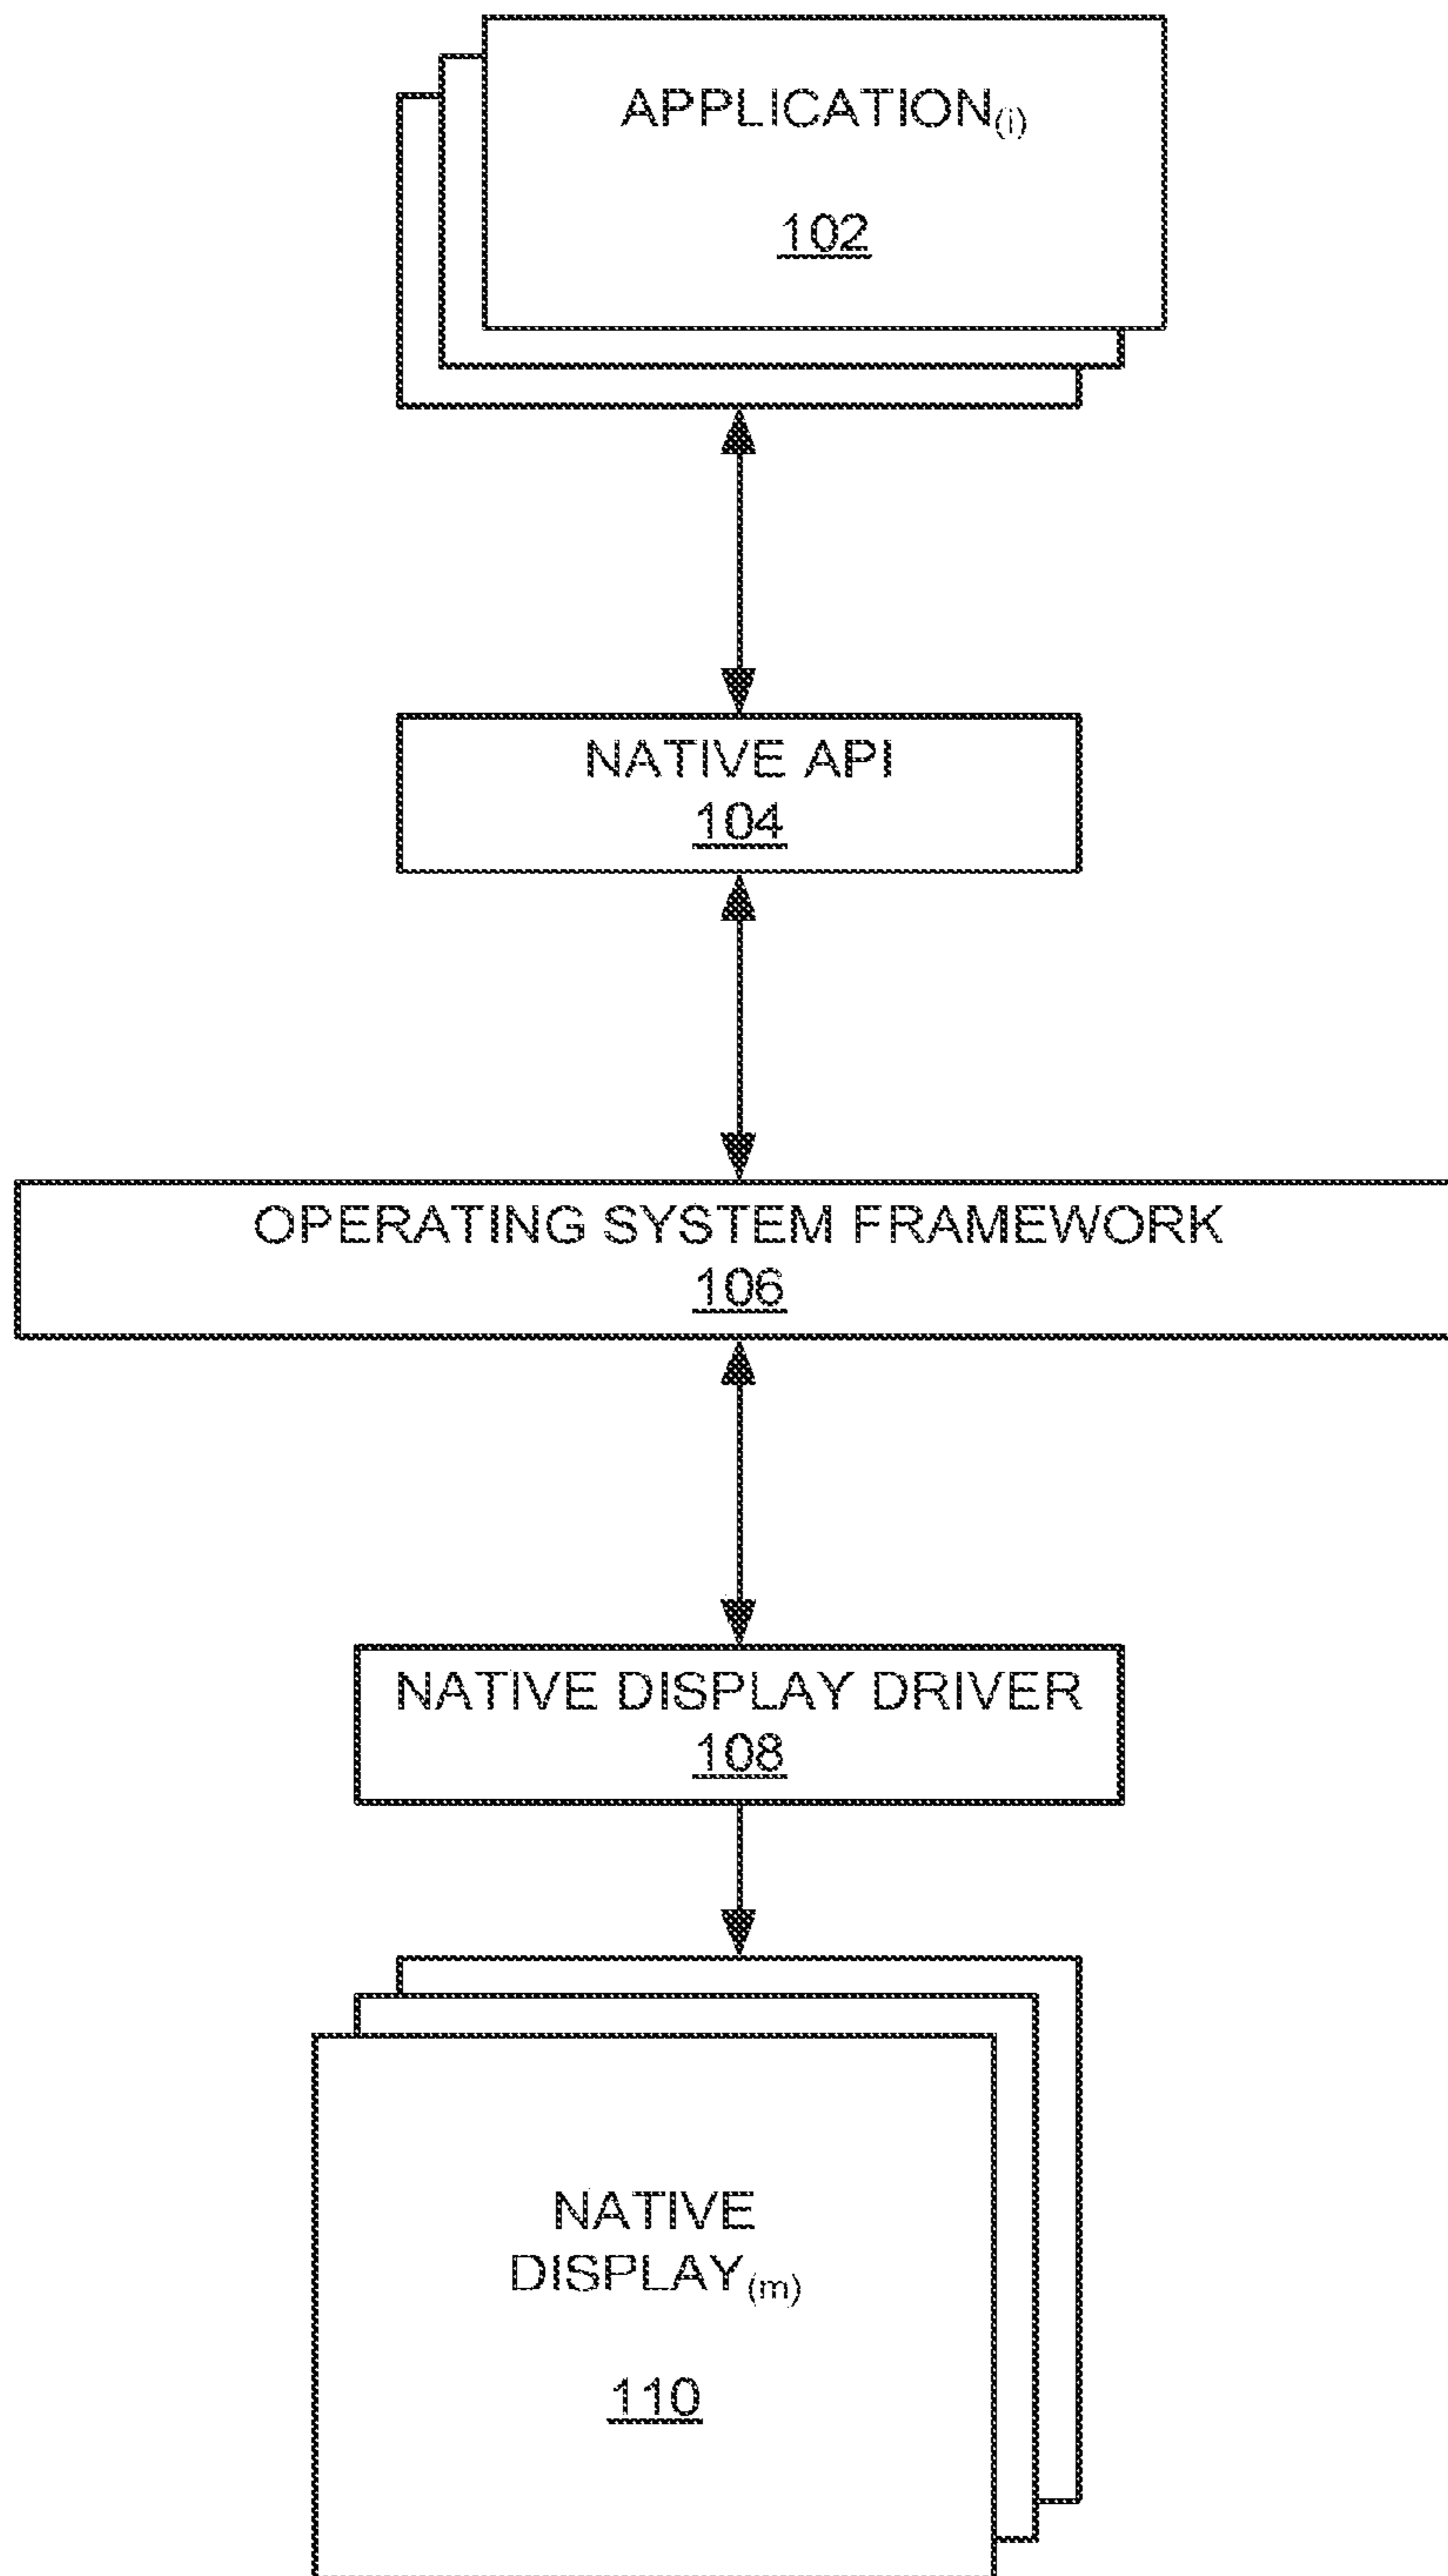 APPLICATION(i)
102
NATIVE API
104
OPERATING SYSTEM FRAMEWORK
106
NATIVE DISPLAY DRIVER
108
NATIVE
DISPLAY(m)
110